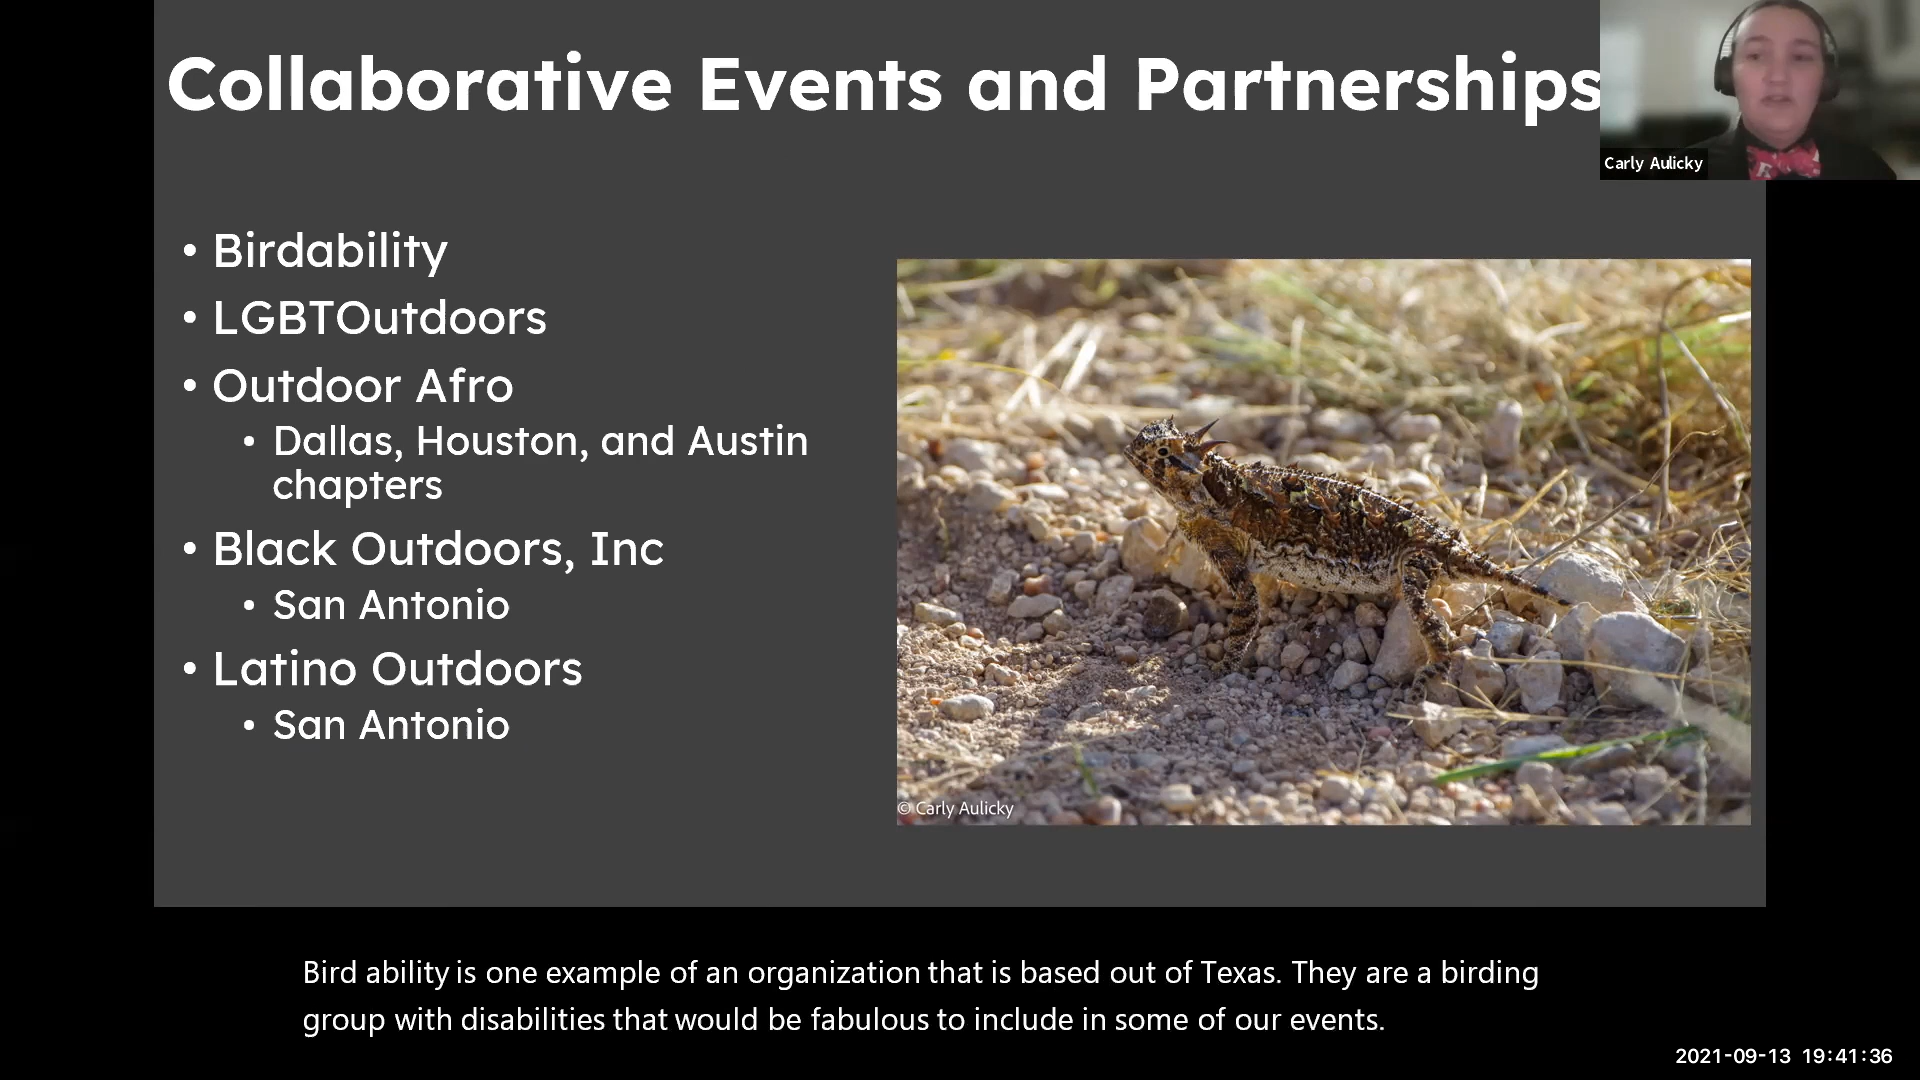 Collaborative Events and Partnerships
Carly Aulicky
• Birdability
• LGBTOutdoors
• Outdoor Afro
• Dallas, Houston, and Austin
chapters
• Black Outdoors, Inc
• San Antonio
• Latino Outdoors
• San Antonio
© Carly Aulicky
Bird ability is one example of an organization that is based out of Texas. They are a birding
group with disabilities that would be fabulous to include in some of our events.
2021-09-13 19:41:36